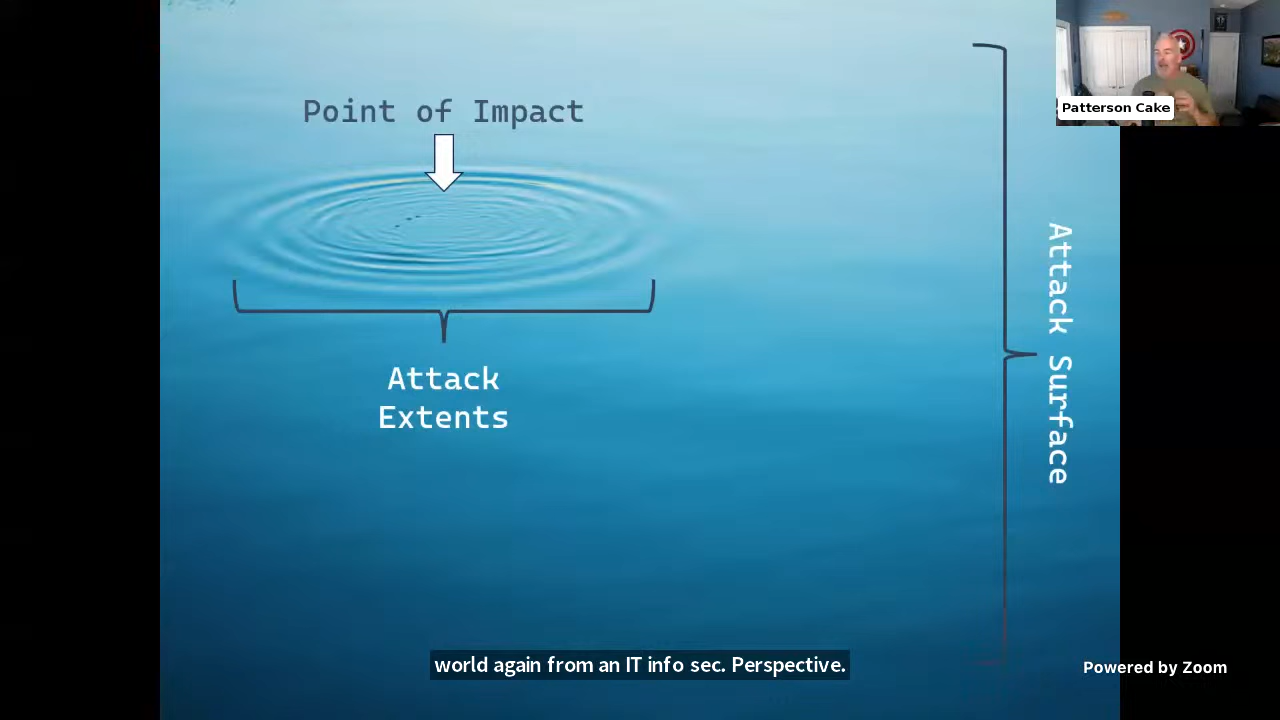 Point of Impact
Patterson Cake
Attack
Extents
Attack Surface
world again from an IT info sec. Perspective.
Powered by Zoom